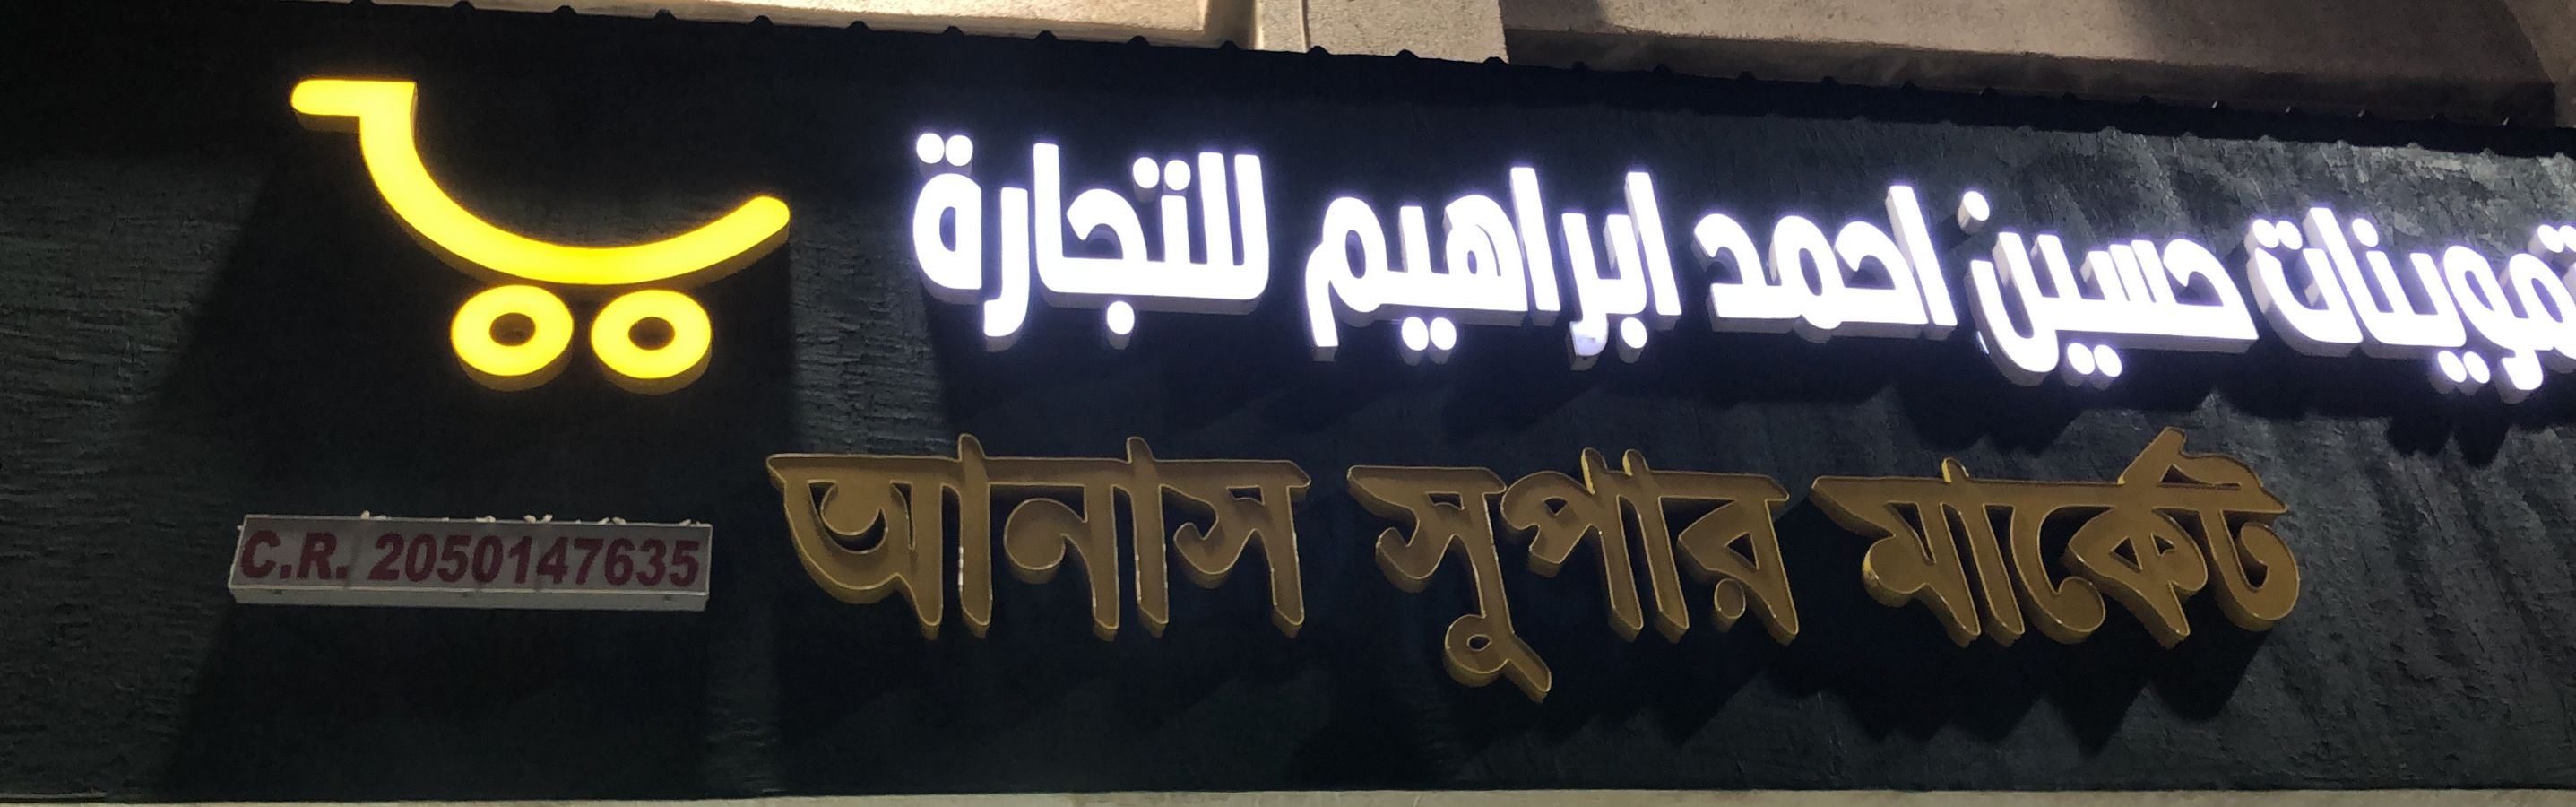 تموينات حسين احمد ابراهيم للتجارة
আনাস সুপার মার্কেট
C.R. 2050147635